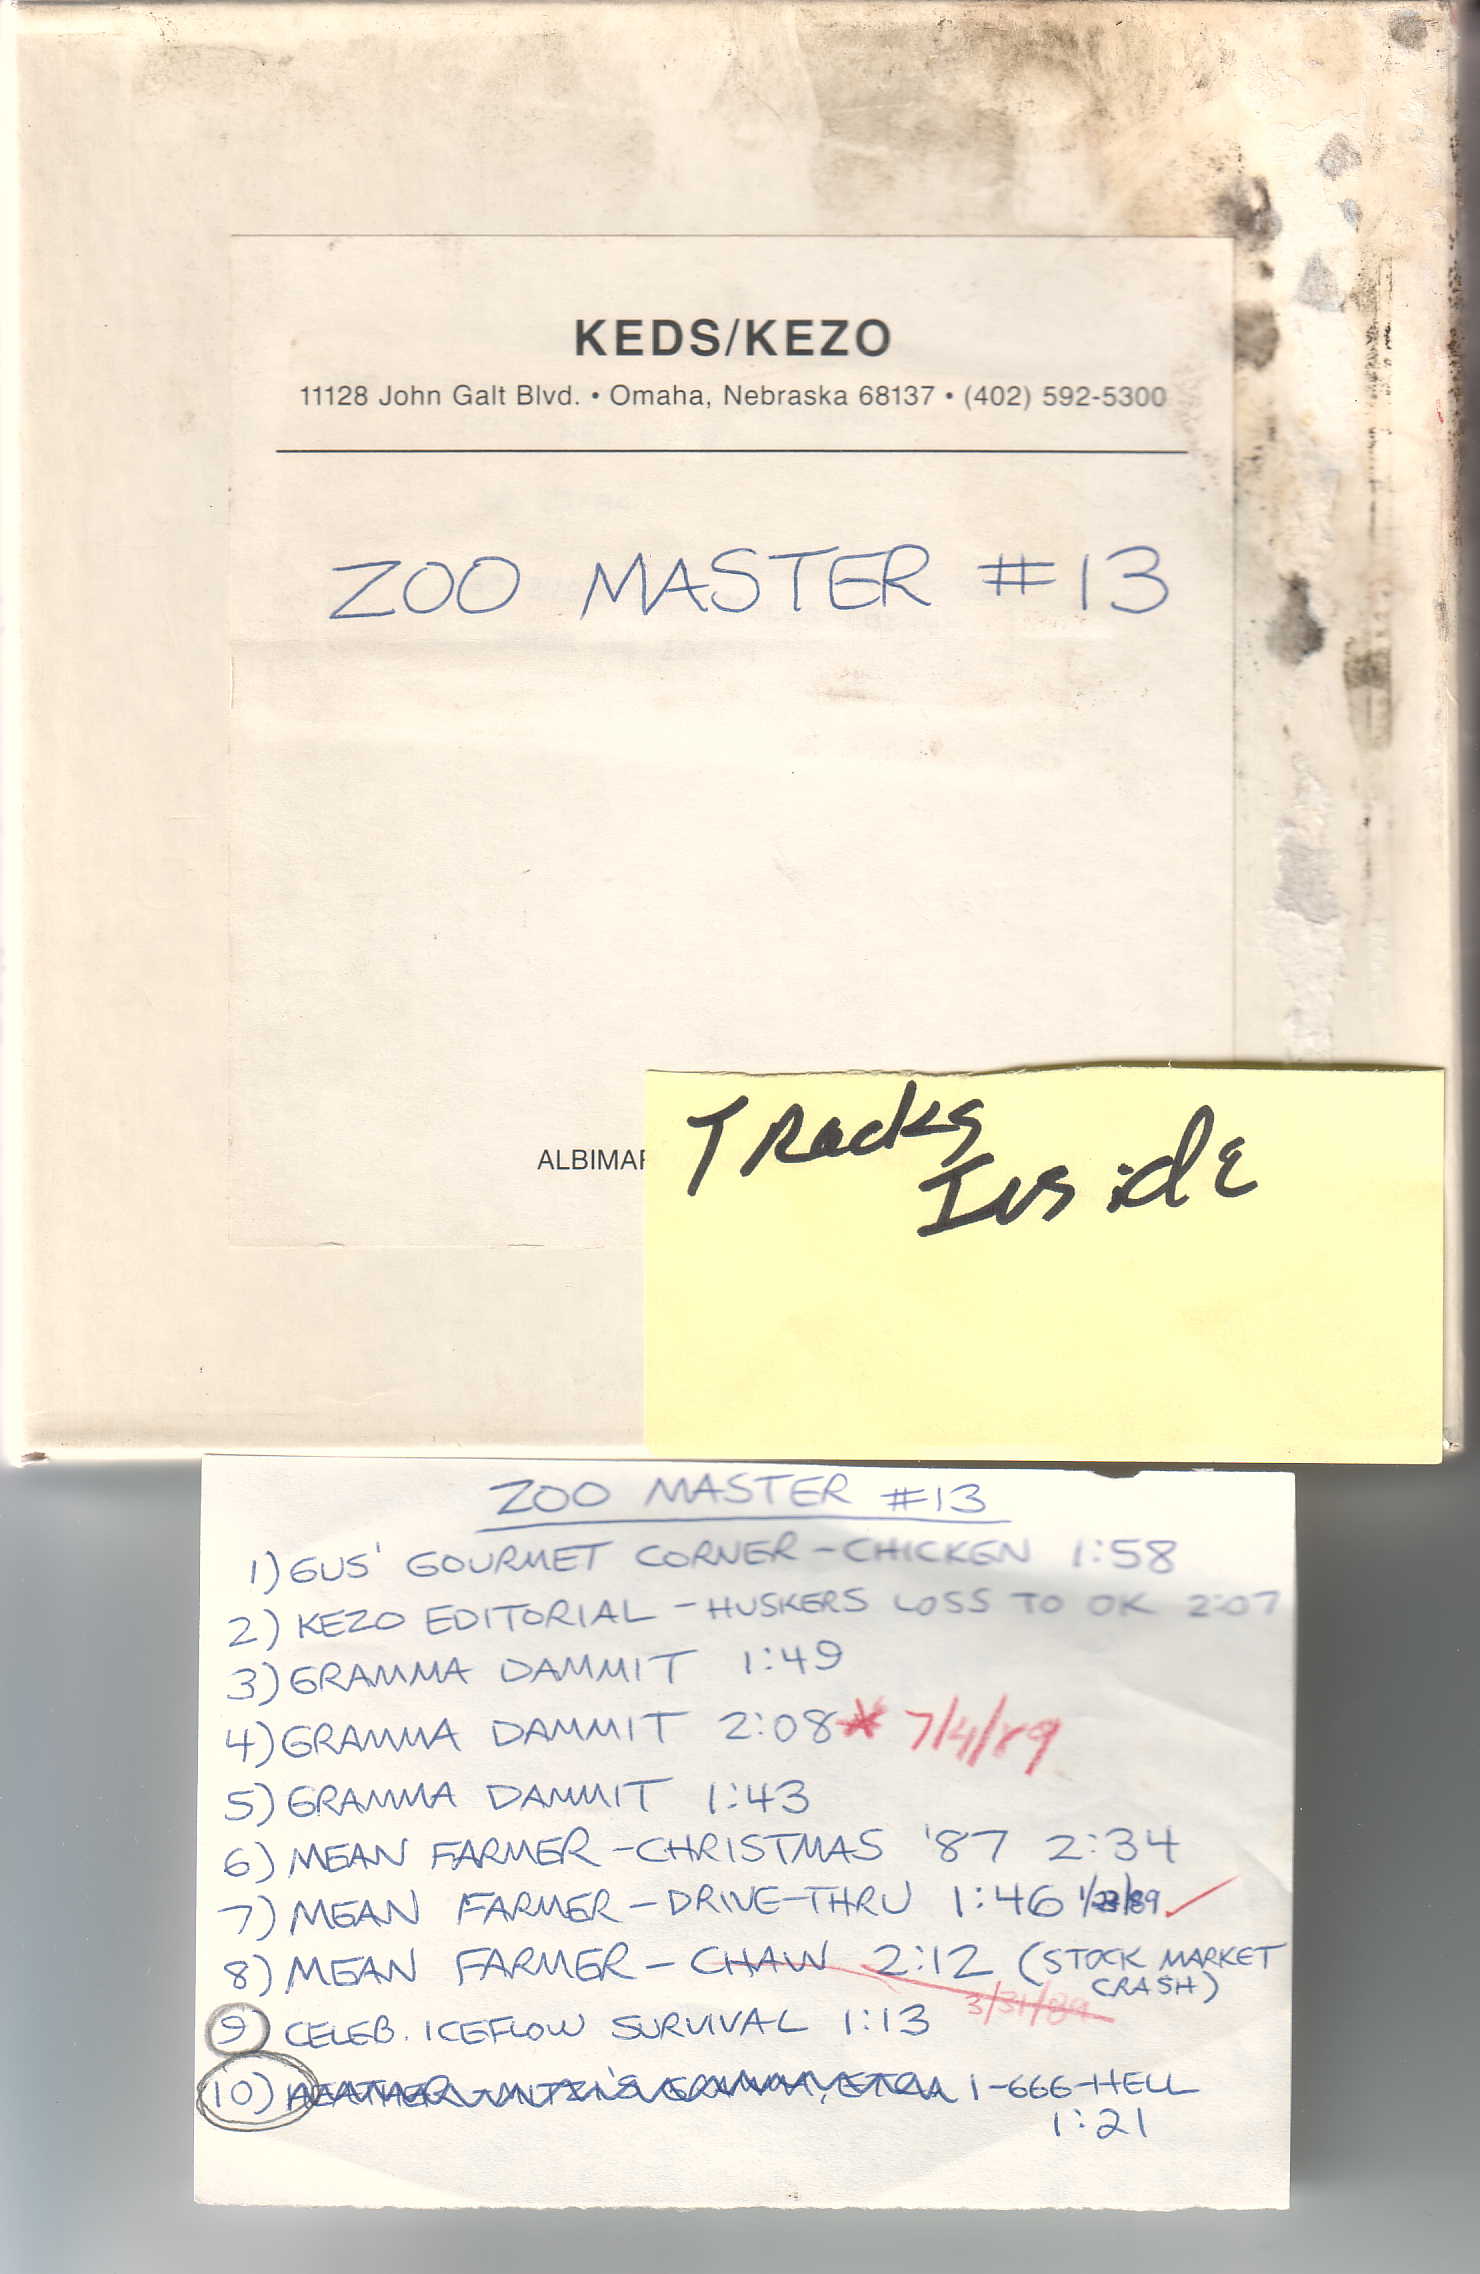 KEDS/KEZO
11128 John Galt Blvd. • Omaha, Nebraska 68137 • (402) 592-5300
ZOO MASTER #13
ALBIMAR
Tracks
Inside
ZOO MASTER #13
1) GUS' GOURMET CORNER - CHICKEN 1:58
2) KEZO EDITORIAL - HUSKERS LOSS TO OK 2:07
3) GRAMMA DAMMIT 1:49
4) GRAMMA DAMMIT 2:08 * 7/4/89
5) GRAMMA DAMMIT 1:43
6) MEAN FARMER - CHRISTMAS '87 2:34
7) MEAN FARMER - DRIVE-THRU 1:46 1/23/89 ✓
8) MEAN FARMER - CHAW 2:12 (STOCK MARKET
CRASH)
3/31/89
9) CELEB. ICEFLOW SURVIVAL 1:13
10) 1-666-HELL
1:21